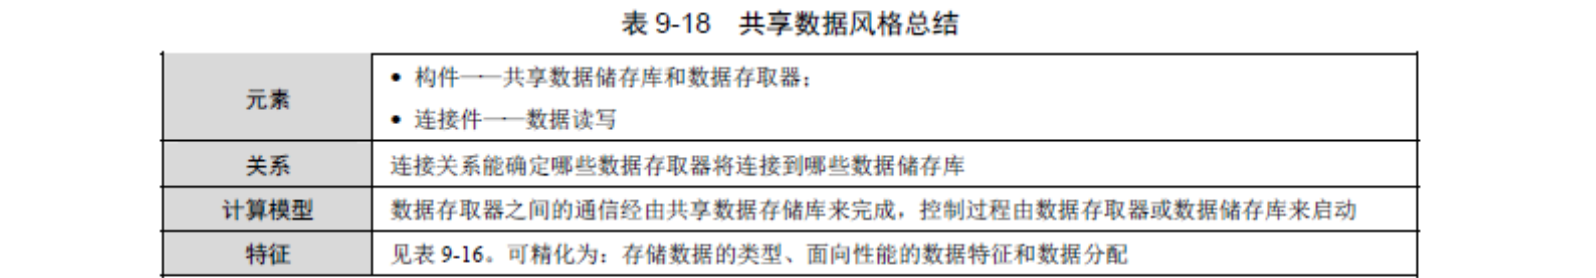 表 9-18 共享数据风格总结
元素
• 构件——共享数据储存库和数据存取器；
• 连接件——数据读写
关系
连接关系能确定哪些数据存取器将连接到哪些数据储存库
计算模型
数据存取器之间的通信经由共享数据存储库来完成，控制过程由数据存取器或数据储存库来启动
特征
见表 9-16。可精化为：存储数据的类型、面向性能的数据特征和数据分配